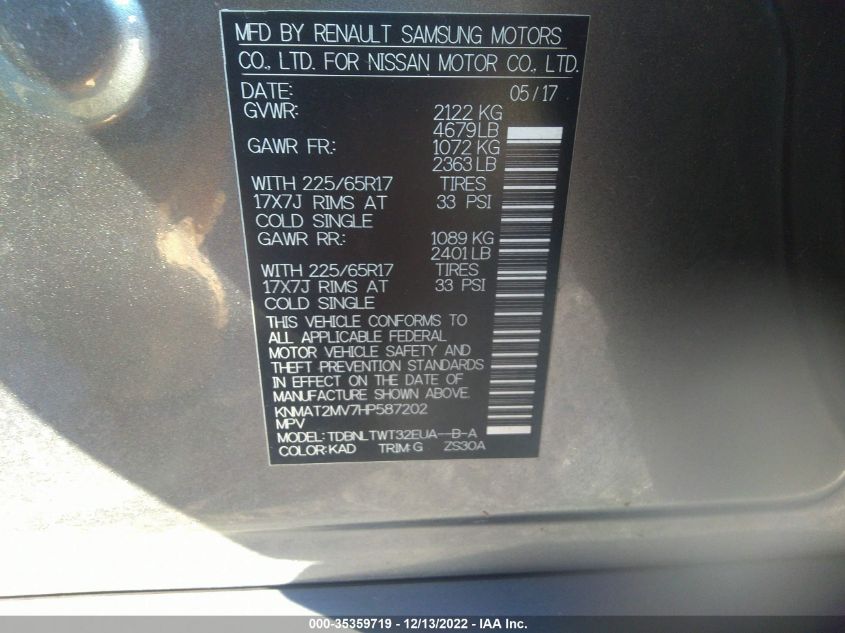 MFD BY RENAULT SAMSUNG MOTORS
CO., LTD. FOR NISSAN MOTOR CO., LTD.
DATE: 05/17
GVWR: 2122 KG
4679LB
GAWR FR: 1072 KG
2363 LB
WITH 225/65R17 TIRES
17X7J RIMS AT 33 PSI
COLD SINGLE
GAWR RR: 1089 KG
2401LB
WITH 225/65R17 TIRES
17X7J RIMS AT 33 PSI
COLD SINGLE
THIS VEHICLE CONFORMS TO
ALL APPLICABLE FEDERAL
MOTOR VEHICLE SAFETY AND
THEFT PREVENTION STANDARDS
IN EFFECT ON THE DATE OF
MANUFACTURE SHOWN ABOVE.
KNMAT2MV7HP587202
MPV
MODEL: TDBNLTWT32EUA--B-A
COLOR:KAD TRIM:G ZS30A
000-35359719 - 12/13/2022 - IAA Inc.